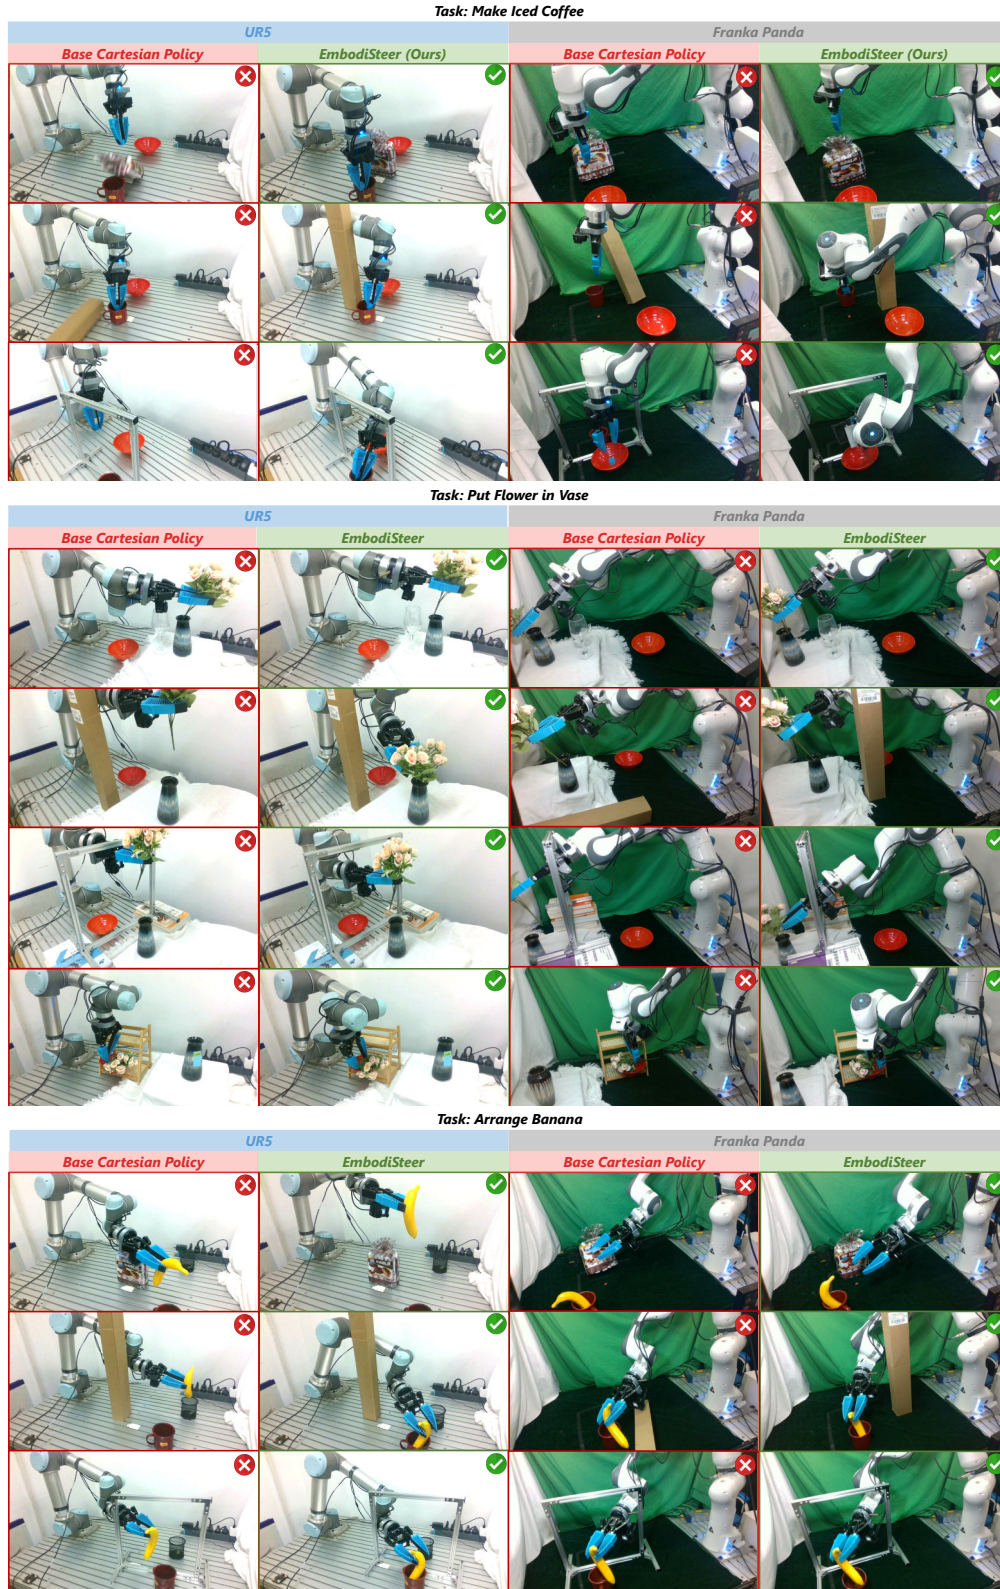 Task: Make Iced Coffee
UR5 Franka Panda
Base Cartesian Policy EmbodiSteer (Ours) Base Cartesian Policy EmbodiSteer (Ours)
Task: Put Flower in Vase
UR5 Franka Panda
Base Cartesian Policy EmbodiSteer Base Cartesian Policy EmbodiSteer
Task: Arrange Banana
UR5 Franka Panda
Base Cartesian Policy EmbodiSteer Base Cartesian Policy EmbodiSteer